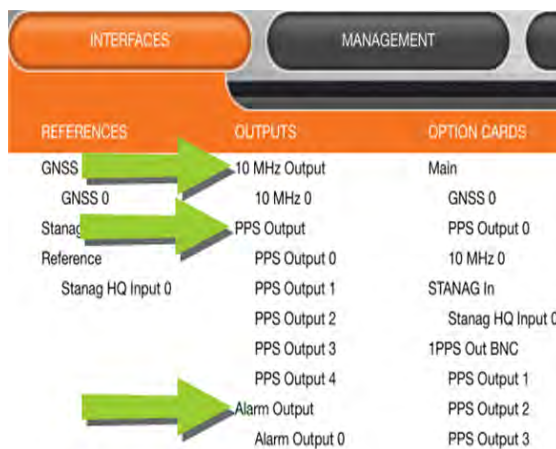 INTERFACES
MANAGEMENT
REFERENCES
GNSS
GNSS 0
Stanag
Reference
Stanag HQ Input 0
OUTPUTS
10 MHz Output
10 MHz 0
PPS Output
PPS Output 0
PPS Output 1
PPS Output 2
PPS Output 3
PPS Output 4
Alarm Output
Alarm Output 0
OPTION CARDS
Main
GNSS 0
PPS Output 0
10 MHz 0
STANAG In
Stanag HQ Input 0
1PPS Out BNC
PPS Output 1
PPS Output 2
PPS Output 3